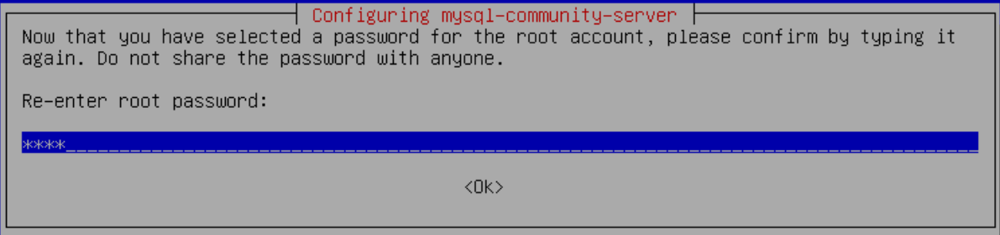 Configuring mysql-community-server
Now that you have selected a password for the root account, please confirm by typing it
again. Do not share the password with anyone.
Re-enter root password:
****
<Ok>